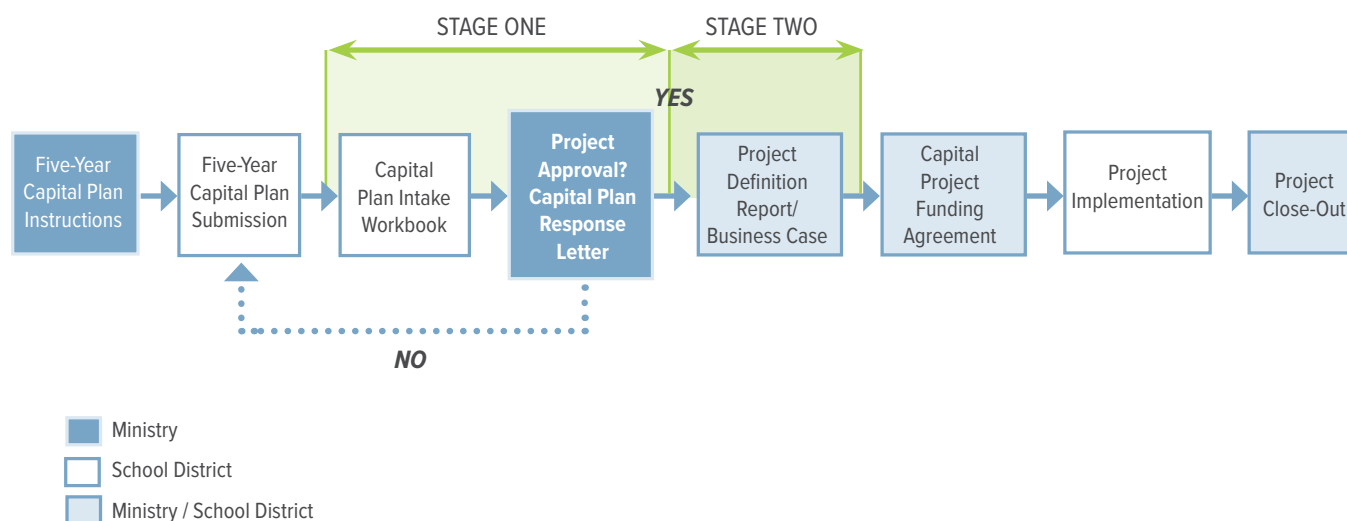 STAGE ONE
STAGE TWO
YES
Five-Year
Capital Plan
Instructions
Five-Year
Capital Plan
Submission
Capital
Plan Intake
Workbook
Project
Approval?
Capital Plan
Response
Letter
Project
Definition
Report/
Business Case
Capital
Project
Funding
Agreement
Project
Implementation
Project
Close-Out
NO
Ministry
School District
Ministry / School District